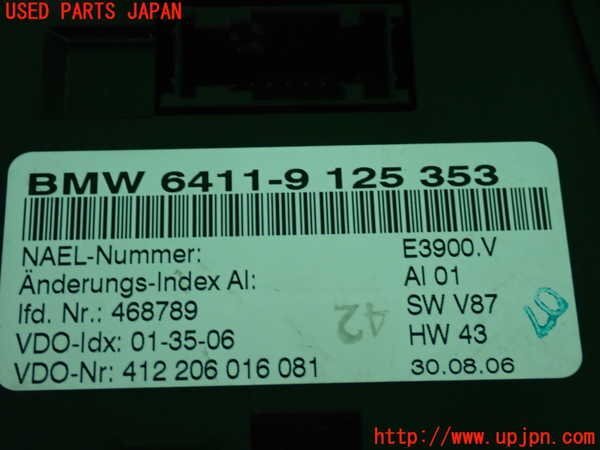 USED PARTS JAPAN
BMW 6411-9 125 353
NAEL-Nummer: E3900.V
Änderungs-Index AI: AI 01
lfd. Nr.: 468789 SW V87
VDO-Idx: 01-35-06 HW 43
VDO-Nr: 412 206 016 081 30.08.06
42
http://www.upjpn.com/